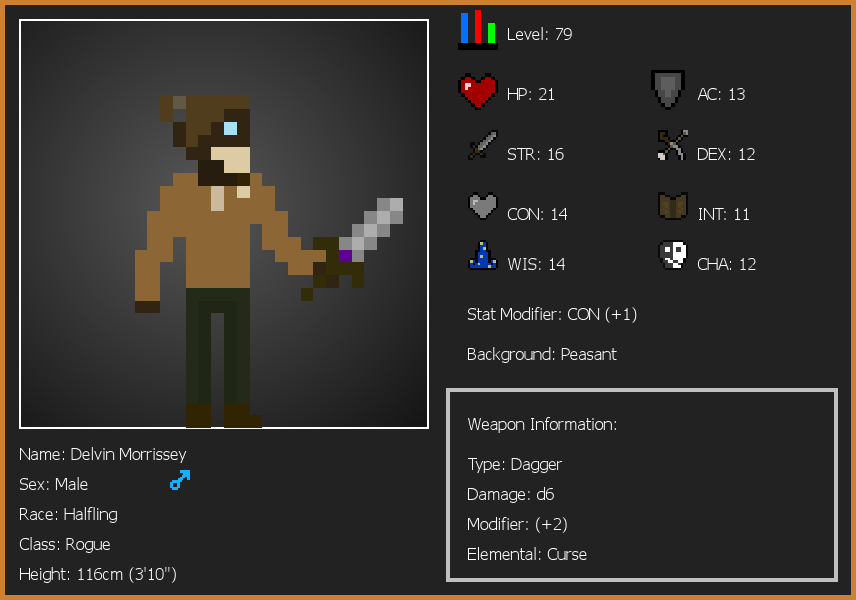 Level: 79
HP: 21
AC: 13
STR: 16
DEX: 12
CON: 14
INT: 11
WIS: 14
CHA: 12
Stat Modifier: CON (+1)
Background: Peasant
Weapon Information:
Type: Dagger
Damage: d6
Modifier: (+2)
Elemental: Curse
Name: Delvin Morrissey
Sex: Male
Race: Halfling
Class: Rogue
Height: 116cm (3'10")